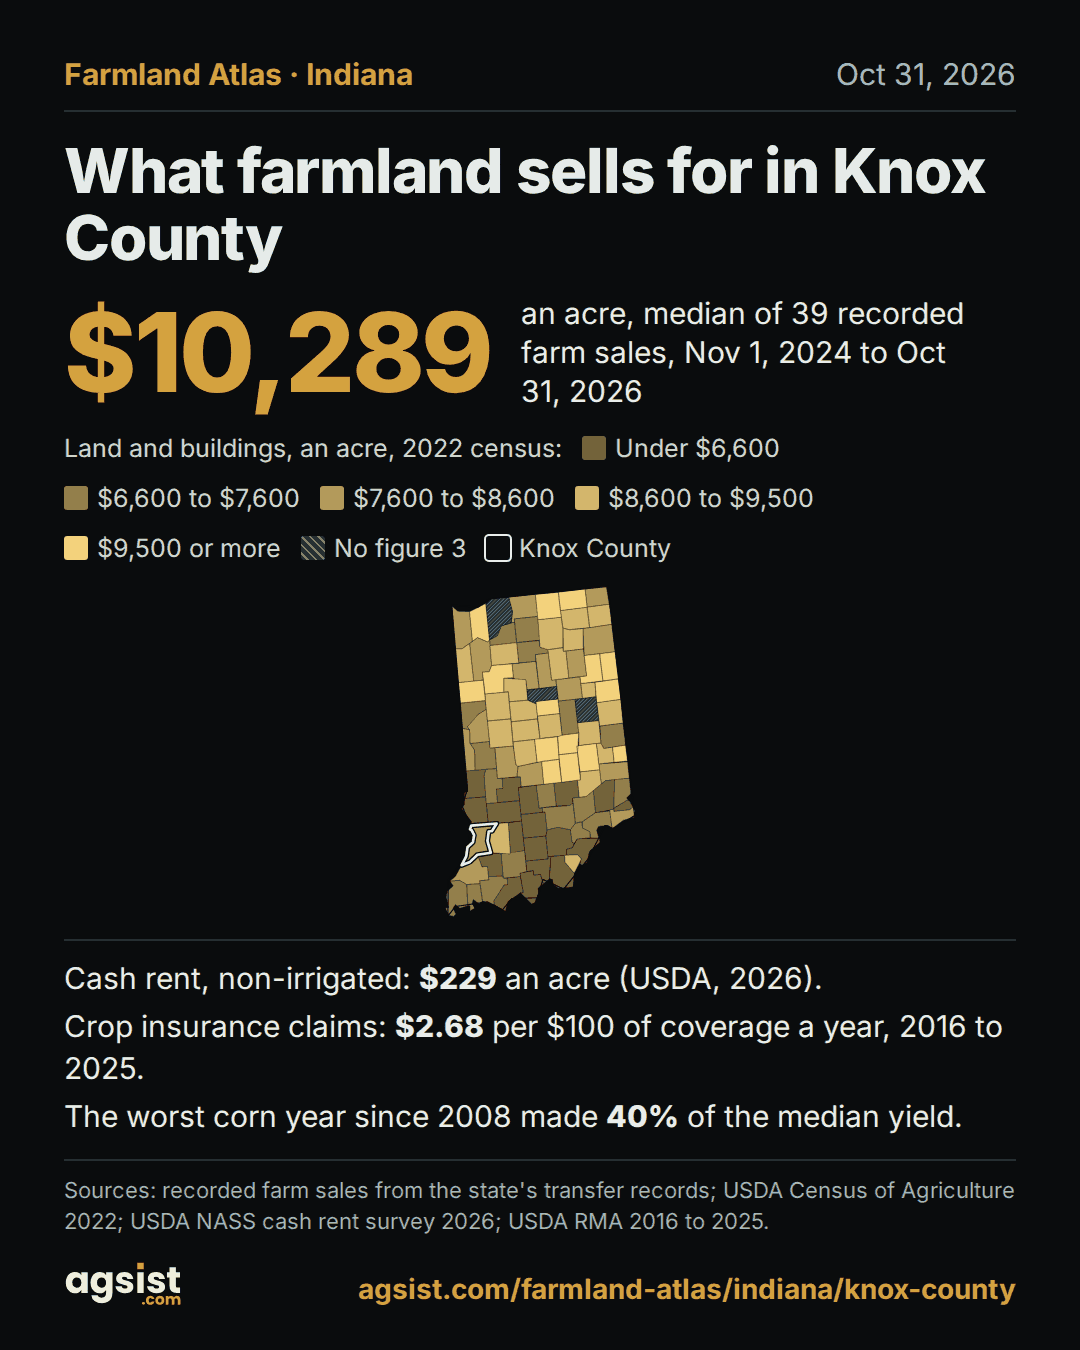 Farmland Atlas · Indiana
Oct 31, 2026
What farmland sells for in Knox
County
$10,289
an acre, median of 39 recorded
farm sales, Nov 1, 2024 to Oct
31, 2026
Land and buildings, an acre, 2022 census: Under $6,600
$6,600 to $7,600 $7,600 to $8,600 $8,600 to $9,500
$9,500 or more No figure 3 Knox County
Cash rent, non-irrigated: $229 an acre (USDA, 2026).
Crop insurance claims: $2.68 per $100 of coverage a year, 2016 to
2025.
The worst corn year since 2008 made 40% of the median yield.
Sources: recorded farm sales from the state's transfer records; USDA Census of Agriculture
2022; USDA NASS cash rent survey 2026; USDA RMA 2016 to 2025.
agsist
.com
agsist.com/farmland-atlas/indiana/knox-county